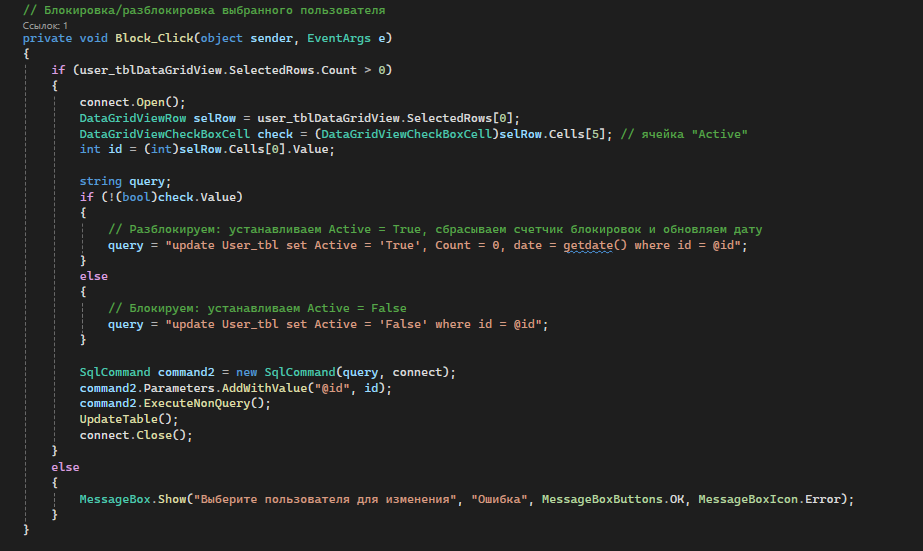 // Блокировка/разблокировка выбранного пользователя
Ссылок: 1
private void Block_Click(object sender, EventArgs e)
{
if (user_tblDataGridView.SelectedRows.Count > 0)
{
connect.Open();
DataGridViewRow selRow = user_tblDataGridView.SelectedRows[0];
DataGridViewCheckBoxCell check = (DataGridViewCheckBoxCell)selRow.Cells[5]; // ячейка "Active"
int id = (int)selRow.Cells[0].Value;
string query;
if (!(bool)check.Value)
{
// Разблокируем: устанавливаем Active = True, сбрасываем счетчик блокировок и обновляем дату
query = "update User_tbl set Active = 'True', Count = 0, date = getdate() where id = @id";
}
else
{
// Блокируем: устанавливаем Active = False
query = "update User_tbl set Active = 'False' where id = @id";
}
SqlCommand command2 = new SqlCommand(query, connect);
command2.Parameters.AddWithValue("@id", id);
command2.ExecuteNonQuery();
UpdateTable();
connect.Close();
}
else
{
MessageBox.Show("Выберите пользователя для изменения", "Ошибка", MessageBoxButtons.OK, MessageBoxIcon.Error);
}
}